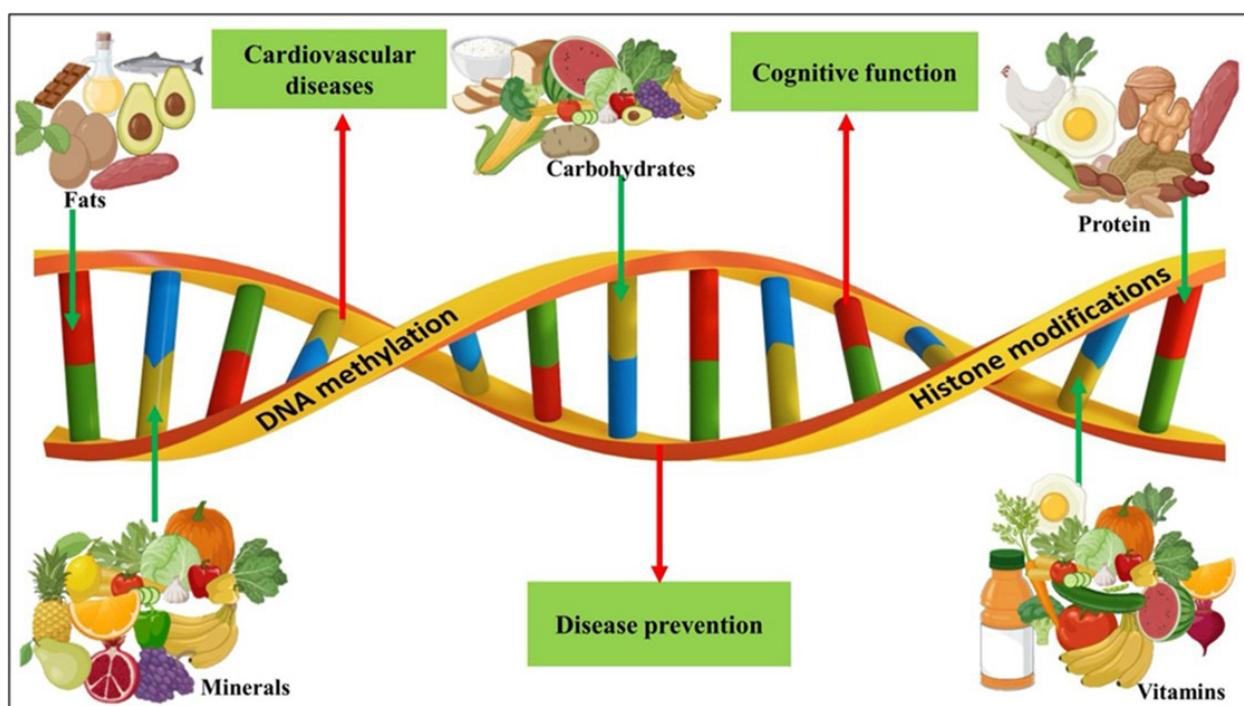 Cardiovascular
diseases
Cognitive function
Carbohydrates
Fats
Protein
DNA methylation
Histone modifications
Disease prevention
Minerals
Vitamins